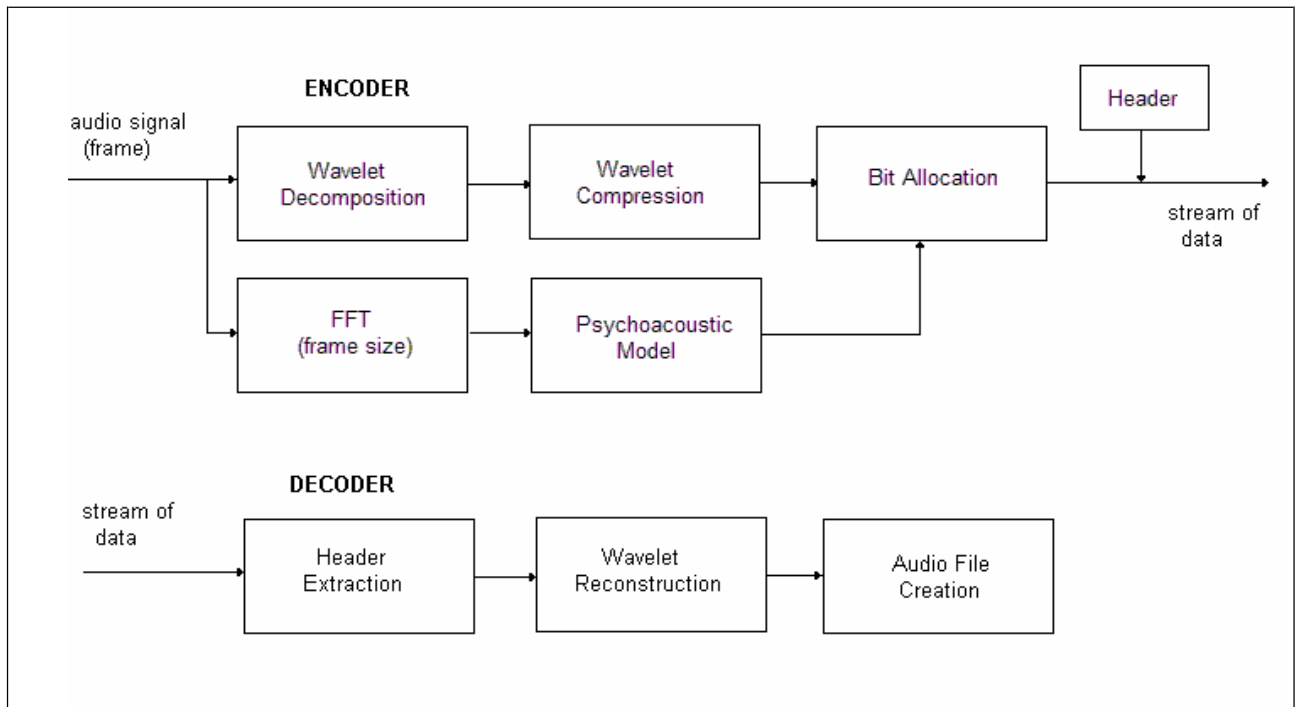 ENCODER
Header
audio signal
(frame)
Wavelet
Decomposition
Wavelet
Compression
Bit Allocation
stream of
data
FFT
(frame size)
Psychoacoustic
Model
DECODER
stream of
data
Header
Extraction
Wavelet
Reconstruction
Audio File
Creation